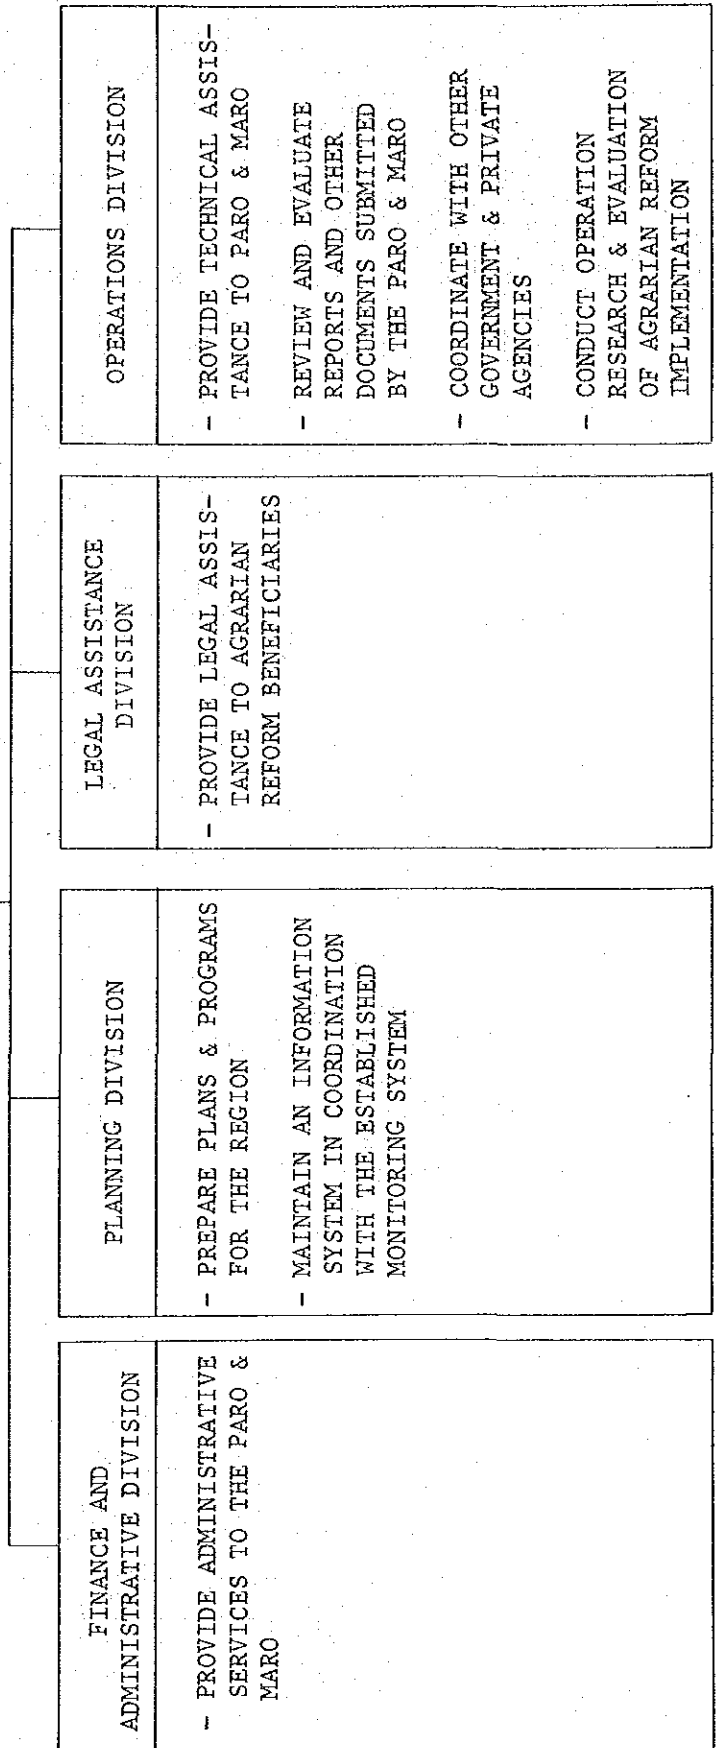 FINANCE AND
ADMINISTRATIVE DIVISION
- PROVIDE ADMINISTRATIVE
SERVICES TO THE PARO &
MARO
PLANNING DIVISION
- PREPARE PLANS & PROGRAMS
FOR THE REGION
- MAINTAIN AN INFORMATION
SYSTEM IN COORDINATION
WITH THE ESTABLISHED
MONITORING SYSTEM
LEGAL ASSISTANCE
DIVISION
- PROVIDE LEGAL ASSIS-
TANCE TO AGRARIAN
REFORM BENEFICIARIES
OPERATIONS DIVISION
- PROVIDE TECHNICAL ASSIS-
TANCE TO PARO & MARO
- REVIEW AND EVALUATE
REPORTS AND OTHER
DOCUMENTS SUBMITTED
BY THE PARO & MARO
- COORDINATE WITH OTHER
GOVERNMENT & PRIVATE
AGENCIES
- CONDUCT OPERATION
RESEARCH & EVALUATION
OF AGRARIAN REFORM
IMPLEMENTATION